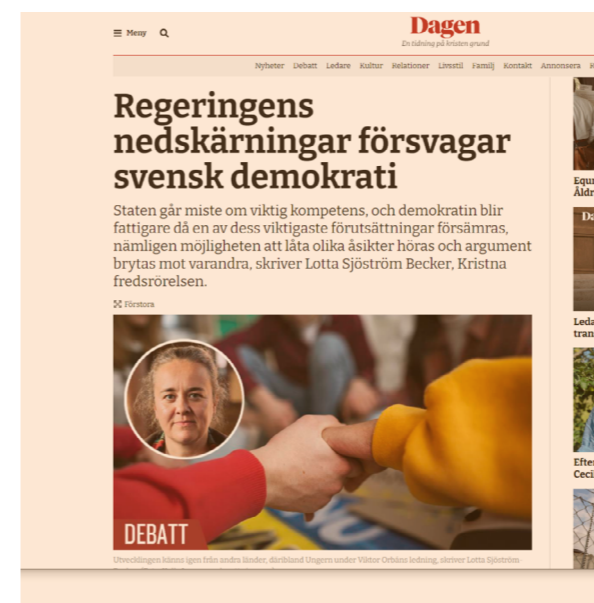 Meny
Dagen
En tidning på kristen grund
Nyheter Debatt Ledare Kultur Relationer Livsstil Familj Kontakt Annonsera
Regeringens
nedskärningar försvagar
svensk demokrati
Staten går miste om viktig kompetens, och demokratin blir
fattigare då en av dess viktigaste förutsättningar försämras,
nämligen möjligheten att låta olika åsikter höras och argument
brytas mot varandra, skriver Lotta Sjöström Becker, Kristna
fredsrörelsen.
Förstora
DEBATT
Utvecklingen känns igen från andra länder, däribland Ungern under Viktor Orbáns ledning, skriver Lotta Sjöström-
Åldr
Leda
tran
Efter
Ceci